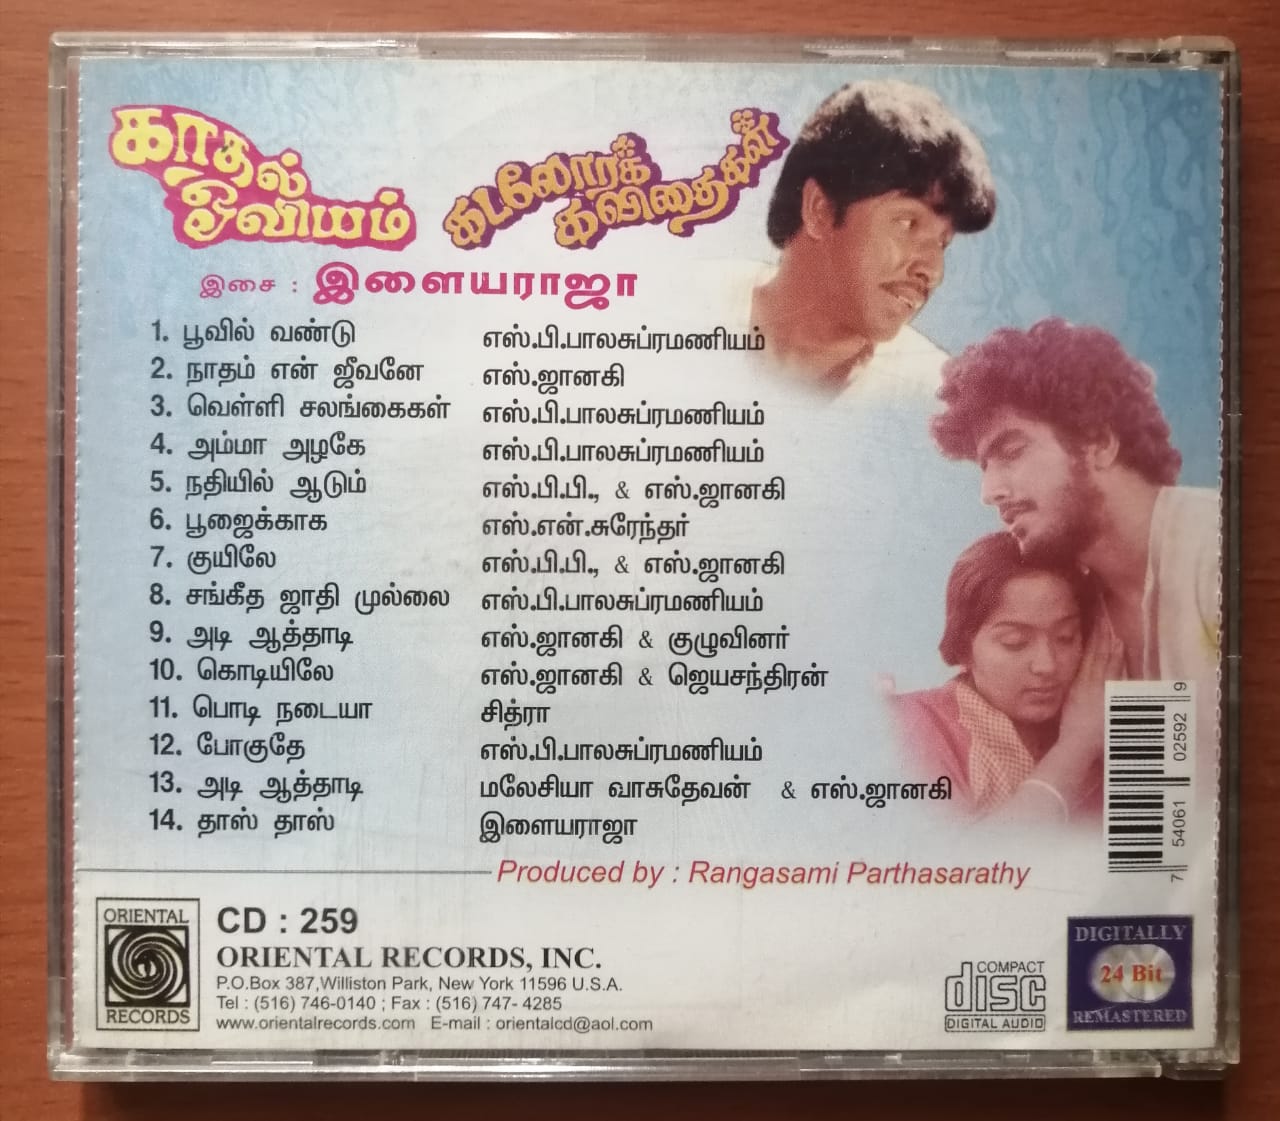 காதல்
ஓவியம்
கடலோரக்
கவிதைகள்
இசை : இளையராஜா
1. பூவில் வண்டு எஸ்.பி.பாலசுப்ரமணியம்
2. நாதம் என் ஜீவனே எஸ்.ஜானகி
3. வெள்ளி சலங்கைகள் எஸ்.பி.பாலசுப்ரமணியம்
4. அம்மா அழகே எஸ்.பி.பாலசுப்ரமணியம்
5. நதியில் ஆடும் எஸ்.பி.பி., & எஸ்.ஜானகி
6. பூஜைக்காக எஸ்.என்.சுரேந்தர்
7. குயிலே எஸ்.பி.பி., & எஸ்.ஜானகி
8. சங்கீத ஜாதி முல்லை எஸ்.பி.பாலசுப்ரமணியம்
9. அடி ஆத்தாடி எஸ்.ஜானகி & குழுவினர்
10. கொடியிலே எஸ்.ஜானகி & ஜெயசந்திரன்
11. பொடி நடையா சித்ரா
12. போகுதே எஸ்.பி.பாலசுப்ரமணியம்
13. அடி ஆத்தாடி மலேசியா வாசுதேவன் & எஸ்.ஜானகி
14. தாஸ் தாஸ் இளையராஜா
Produced by : Rangasami Parthasarathy
7 54061 02592 9
ORIENTAL
RECORDS
CD : 259
ORIENTAL RECORDS, INC.
P.O.Box 387,Williston Park, New York 11596 U.S.A.
Tel : (516) 746-0140 ; Fax : (516) 747- 4285
www.orientalrecords.com E-mail : orientalcd@aol.com
COMPACT
disc
DIGITAL AUDIO
DIGITALLY
24 Bit
REMASTERED